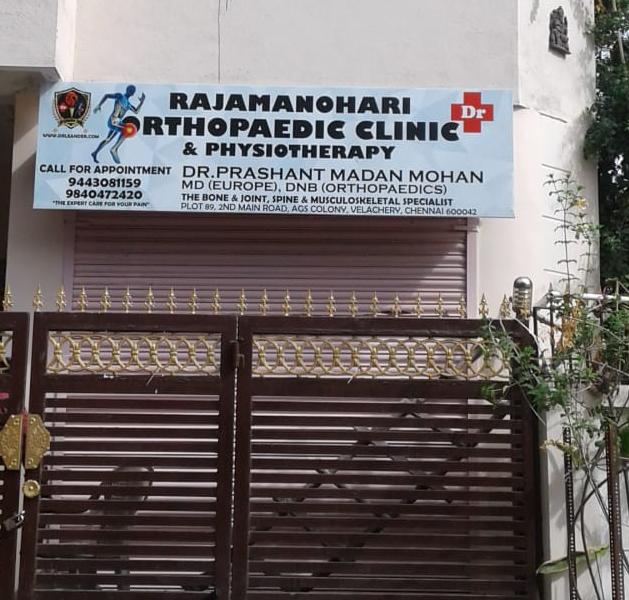 RAJAMANOHARI
Dr
ORTHOPAEDIC CLINIC
& PHYSIOTHERAPY
WWW.DRLEANDER.COM
CALL FOR APPOINTMENT
9443081159
9840472420
"THE EXPERT CARE FOR YOUR PAIN"
DR.PRASHANT MADAN MOHAN
MD (EUROPE), DNB (ORTHOPAEDICS)
THE BONE & JOINT, SPINE & MUSCULOSKELETAL SPECIALIST
PLOT 89, 2ND MAIN ROAD, AGS COLONY, VELACHERY, CHENNAI 600042